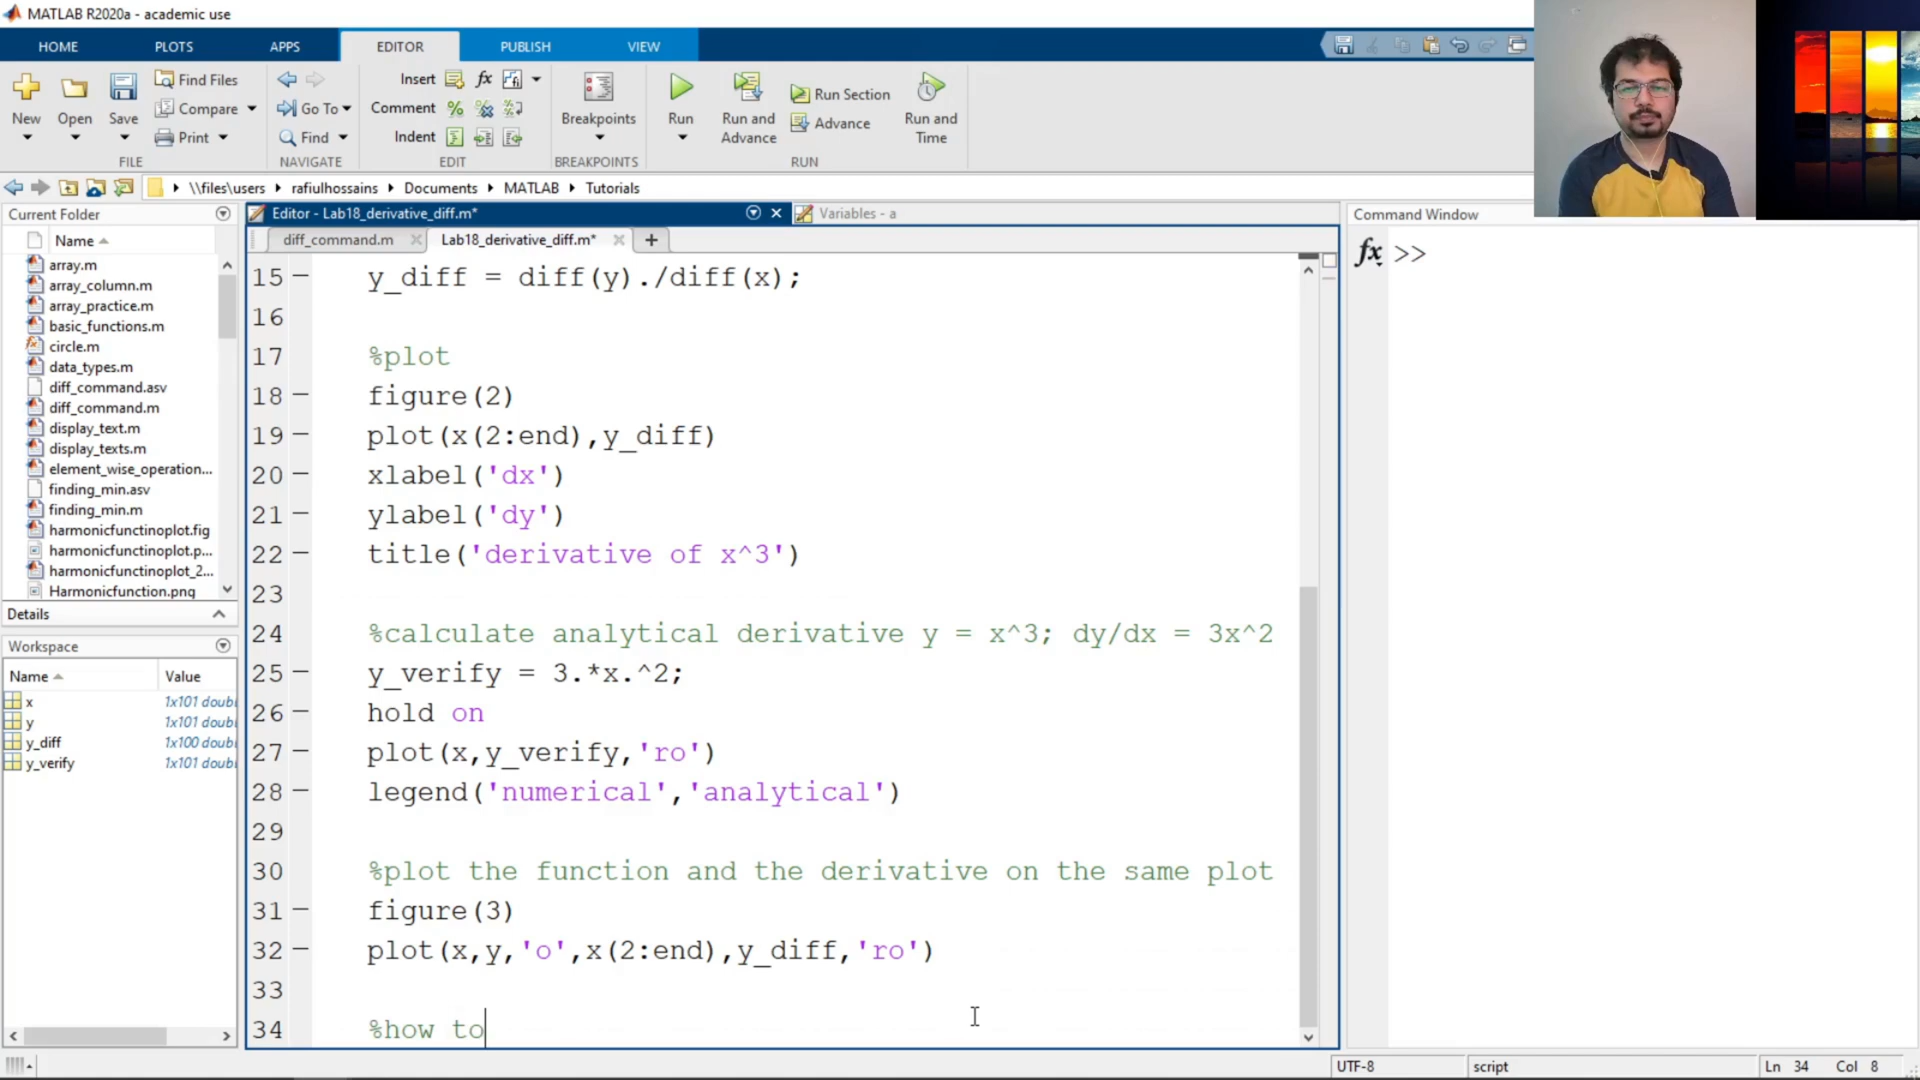 MATLAB R2020a - academic use
HOME PLOTS APPS EDITOR PUBLISH VIEW
New Open Save Find Files Compare Print FILE
Go To Find NAVIGATE
Insert fx Comment % Indent EDIT
Breakpoints BREAKPOINTS
Run Run and Advance Run Section Advance Run and Time RUN
\\files\users rafiulhossains Documents MATLAB Tutorials
Current Folder
Name
array.m
array_column.m
array_practice.m
basic_functions.m
circle.m
data_types.m
diff_command.asv
diff_command.m
display_text.m
display_texts.m
element_wise_operation...
finding_min.asv
finding_min.m
harmonicfunctinoplot.fig
harmonicfunctinoplot.p...
harmonicfunctinoplot_2...
Harmonicfunction.png
Details
Workspace
Name Value
x 1x101 doubl
y 1x101 doubl
y_diff 1x100 doubl
y_verify 1x101 doubl
Editor - Lab18_derivative_diff.m* Variables - a
diff_command.m Lab18_derivative_diff.m* +
15 y_diff = diff(y)./diff(x);
16
17 %plot
18 figure(2)
19 plot(x(2:end),y_diff)
20 xlabel('dx')
21 ylabel('dy')
22 title('derivative of x^3')
23
24 %calculate analytical derivative y = x^3; dy/dx = 3x^2
25 y_verify = 3.*x.^2;
26 hold on
27 plot(x,y_verify,'ro')
28 legend('numerical','analytical')
29
30 %plot the function and the derivative on the same plot
31 figure(3)
32 plot(x,y,'o',x(2:end),y_diff,'ro')
33
34 %how to
Command Window
fx >>
UTF-8 script Ln 34 Col 8